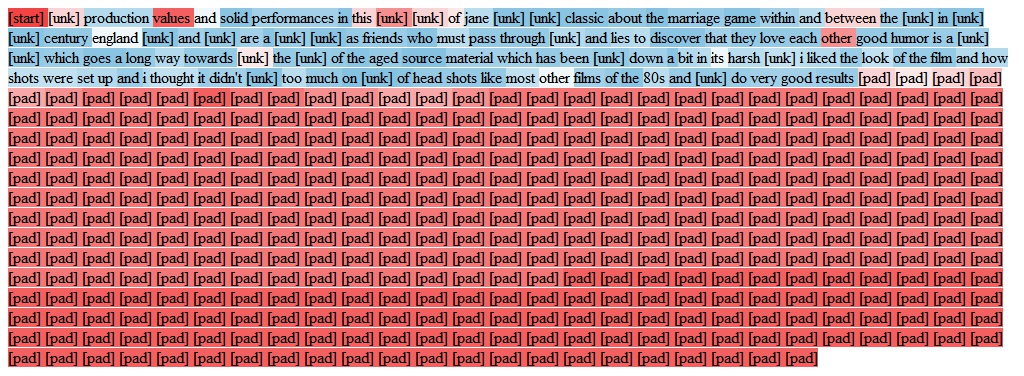 [start] [unk] production values and solid performances in this [unk] [unk] of jane [unk] [unk] classic about the marriage game within and between the [unk] in [unk]
[unk] century england [unk] and [unk] are a [unk] [unk] as friends who must pass through [unk] and lies to discover that they love each other good humor is a [unk]
[unk] which goes a long way towards [unk] the [unk] of the aged source material which has been [unk] down a bit in its harsh [unk] i liked the look of the film and how
shots were set up and i thought it didn't [unk] too much on [unk] of head shots like most other films of the 80s and [unk] do very good results [pad] [pad] [pad] [pad]
[pad] [pad] [pad] [pad] [pad] [pad] [pad] [pad] [pad] [pad] [pad] [pad] [pad] [pad] [pad] [pad] [pad] [pad] [pad] [pad] [pad] [pad] [pad] [pad] [pad] [pad] [pad]
[pad] [pad] [pad] [pad] [pad] [pad] [pad] [pad] [pad] [pad] [pad] [pad] [pad] [pad] [pad] [pad] [pad] [pad] [pad] [pad] [pad] [pad] [pad] [pad] [pad] [pad] [pad]
[pad] [pad] [pad] [pad] [pad] [pad] [pad] [pad] [pad] [pad] [pad] [pad] [pad] [pad] [pad] [pad] [pad] [pad] [pad] [pad] [pad] [pad] [pad] [pad] [pad] [pad] [pad]
[pad] [pad] [pad] [pad] [pad] [pad] [pad] [pad] [pad] [pad] [pad] [pad] [pad] [pad] [pad] [pad] [pad] [pad] [pad] [pad] [pad] [pad] [pad] [pad] [pad] [pad] [pad]
[pad] [pad] [pad] [pad] [pad] [pad] [pad] [pad] [pad] [pad] [pad] [pad] [pad] [pad] [pad] [pad] [pad] [pad] [pad] [pad] [pad] [pad] [pad] [pad] [pad] [pad] [pad]
[pad] [pad] [pad] [pad] [pad] [pad] [pad] [pad] [pad] [pad] [pad] [pad] [pad] [pad] [pad] [pad] [pad] [pad] [pad] [pad] [pad] [pad] [pad] [pad] [pad] [pad] [pad]
[pad] [pad] [pad] [pad] [pad] [pad] [pad] [pad] [pad] [pad] [pad] [pad] [pad] [pad] [pad] [pad] [pad] [pad] [pad] [pad] [pad] [pad] [pad] [pad] [pad] [pad] [pad]
[pad] [pad] [pad] [pad] [pad] [pad] [pad] [pad] [pad] [pad] [pad] [pad] [pad] [pad] [pad] [pad] [pad] [pad] [pad] [pad] [pad] [pad] [pad] [pad] [pad] [pad] [pad]
[pad] [pad] [pad] [pad] [pad] [pad] [pad] [pad] [pad] [pad] [pad] [pad] [pad] [pad] [pad] [pad] [pad] [pad] [pad] [pad] [pad] [pad] [pad] [pad] [pad] [pad] [pad]
[pad] [pad] [pad] [pad] [pad] [pad] [pad] [pad] [pad] [pad] [pad] [pad] [pad] [pad] [pad] [pad] [pad] [pad] [pad] [pad] [pad] [pad] [pad] [pad] [pad] [pad] [pad]
[pad] [pad] [pad] [pad] [pad] [pad] [pad] [pad] [pad] [pad] [pad] [pad] [pad] [pad] [pad] [pad] [pad] [pad] [pad] [pad] [pad] [pad] [pad] [pad] [pad] [pad] [pad]
[pad] [pad] [pad] [pad] [pad] [pad] [pad] [pad] [pad] [pad] [pad] [pad] [pad] [pad] [pad] [pad] [pad] [pad] [pad] [pad] [pad] [pad] [pad] [pad] [pad] [pad] [pad]
[pad] [pad] [pad] [pad] [pad] [pad] [pad] [pad] [pad] [pad] [pad] [pad] [pad] [pad] [pad] [pad] [pad] [pad] [pad] [pad] [pad] [pad] [pad] [pad] [pad] [pad] [pad]
[pad] [pad] [pad] [pad] [pad] [pad] [pad] [pad] [pad] [pad] [pad] [pad] [pad] [pad] [pad] [pad] [pad] [pad] [pad] [pad] [pad] [pad]